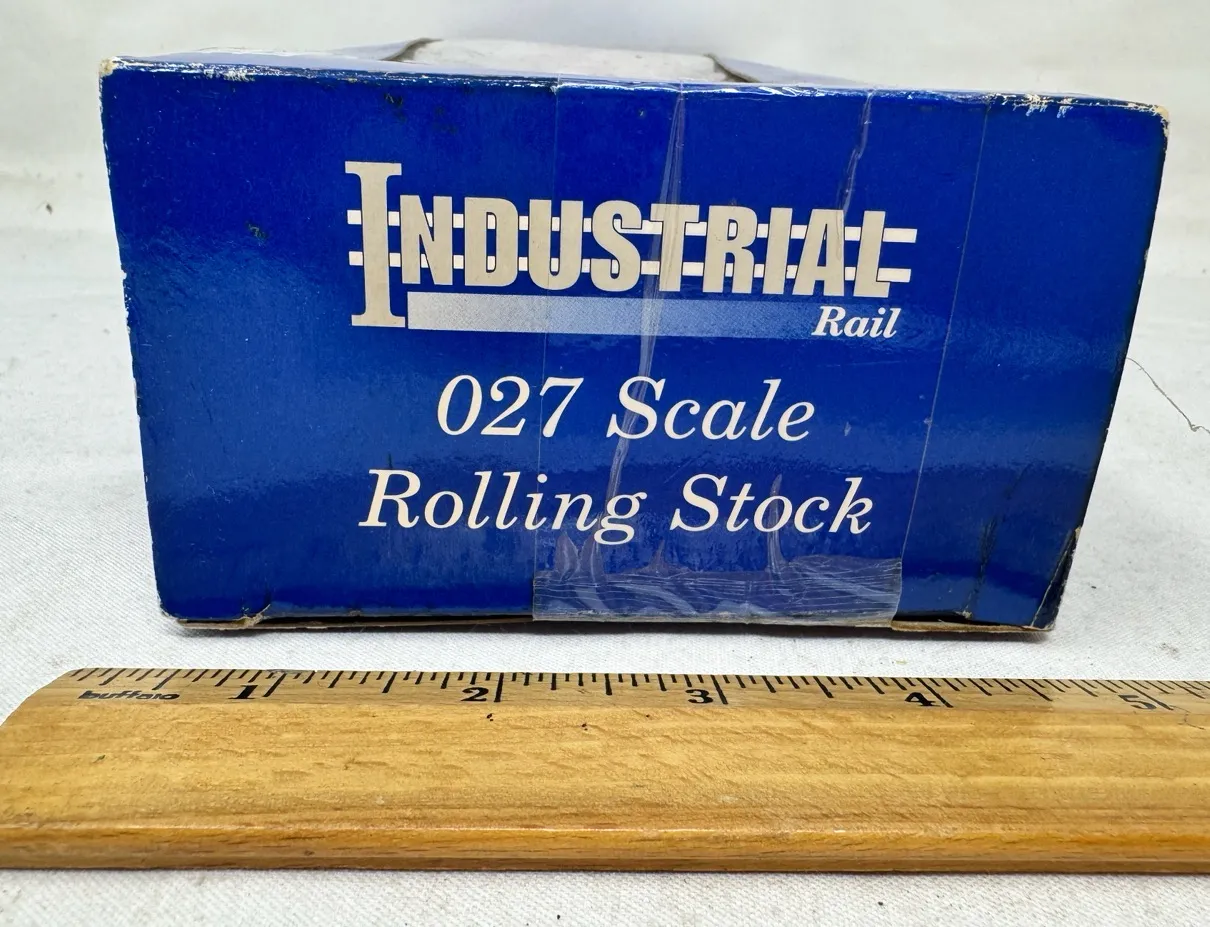 INDUSTRIAL
Rail
027 Scale
Rolling Stock
buffalo
1 2 3 4 5